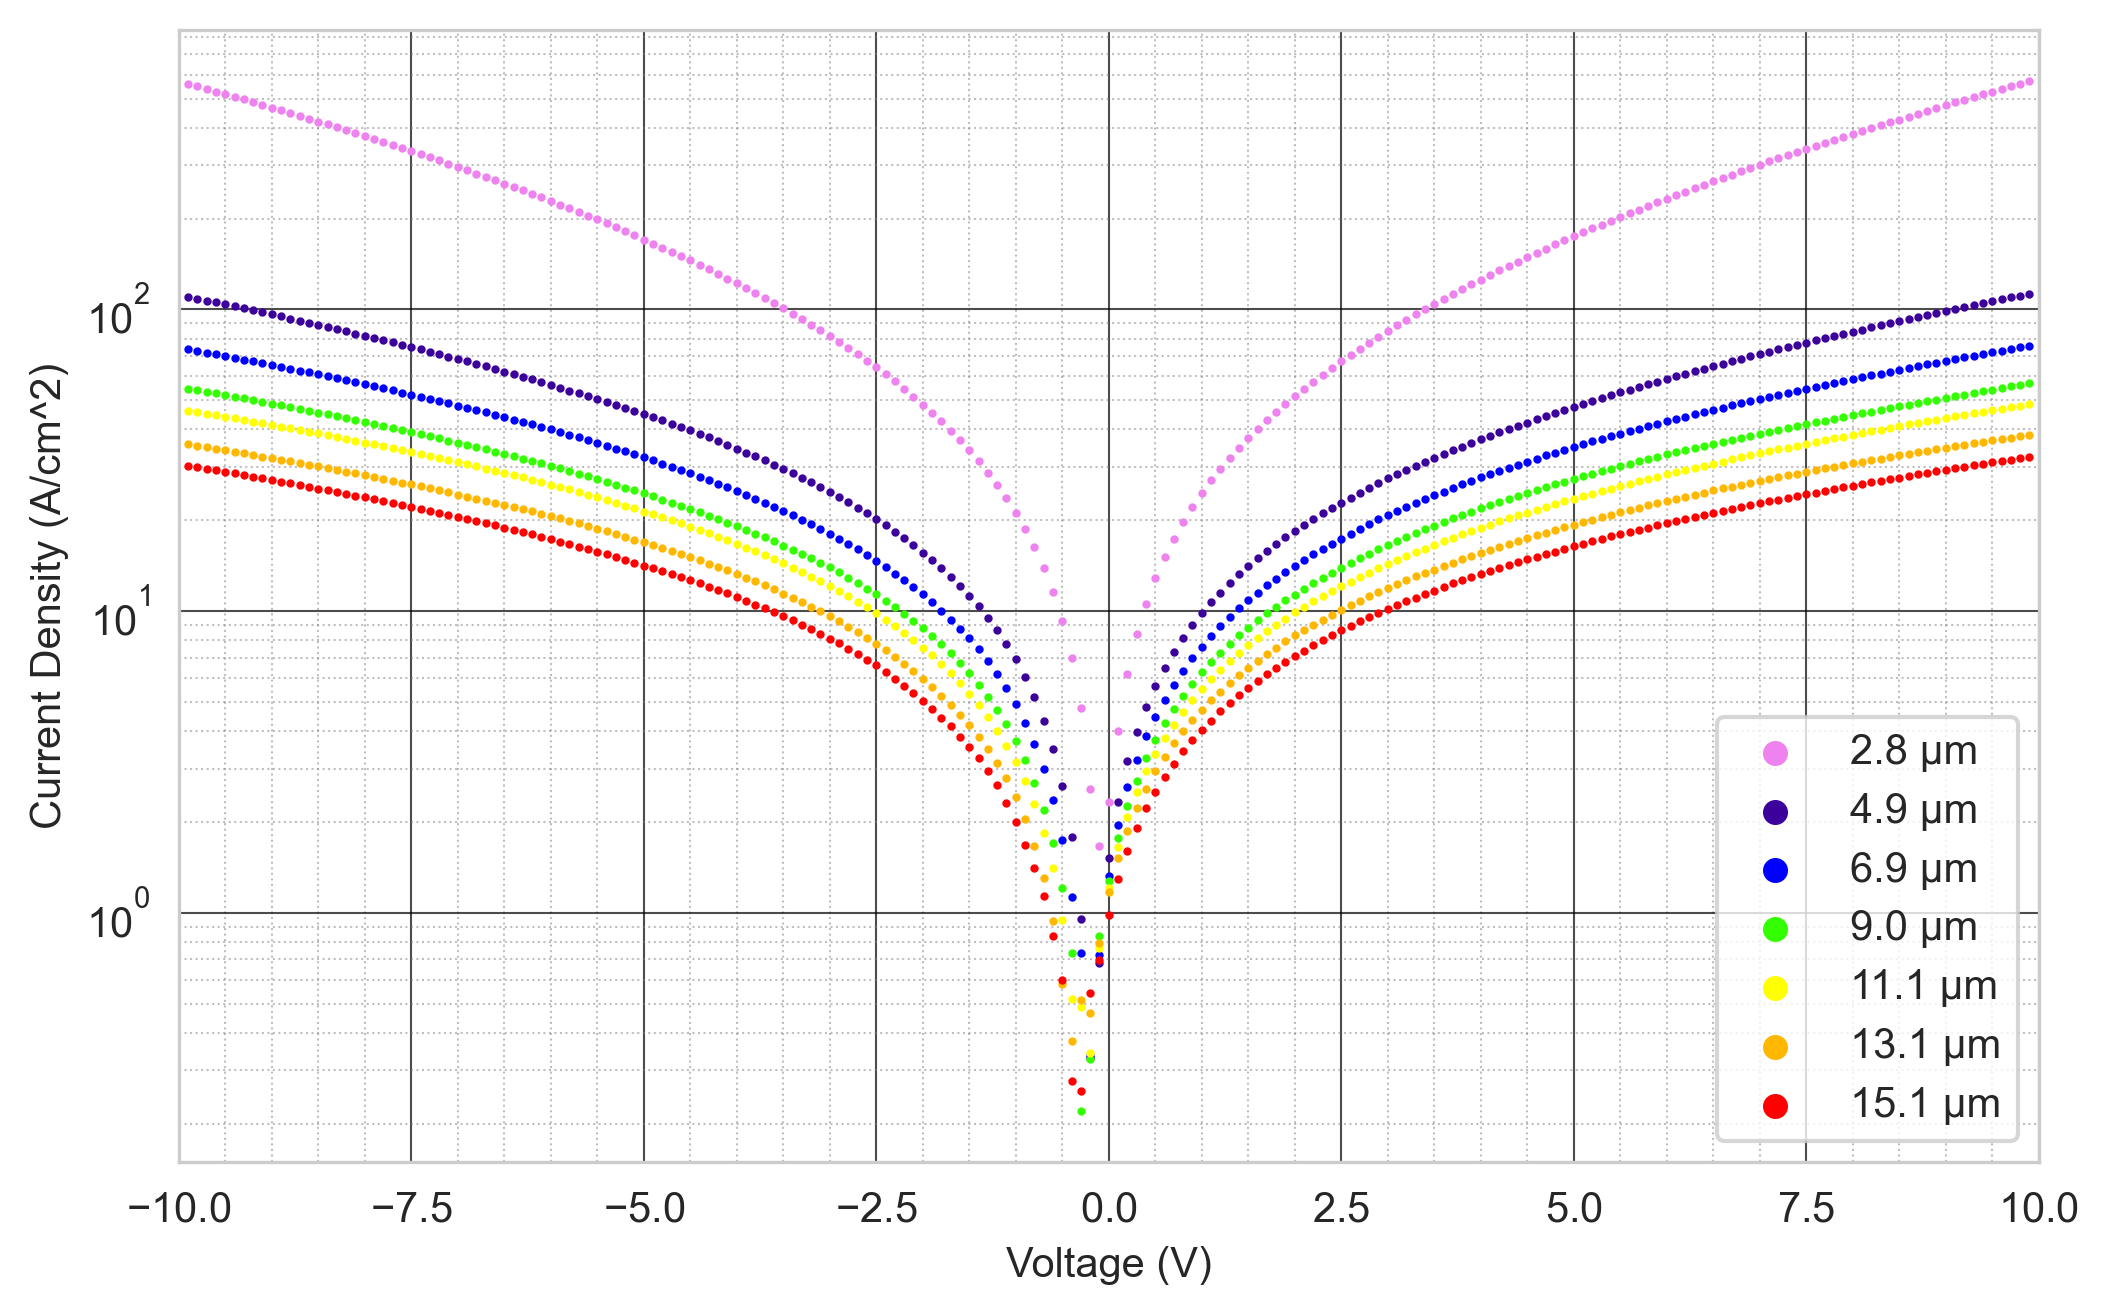 Current Density (A/cm^2)
10^2
10^1
10^0
−10.0 −7.5 −5.0 −2.5 0.0 2.5 5.0 7.5 10.0
Voltage (V)
2.8 µm
4.9 µm
6.9 µm
9.0 µm
11.1 µm
13.1 µm
15.1 µm